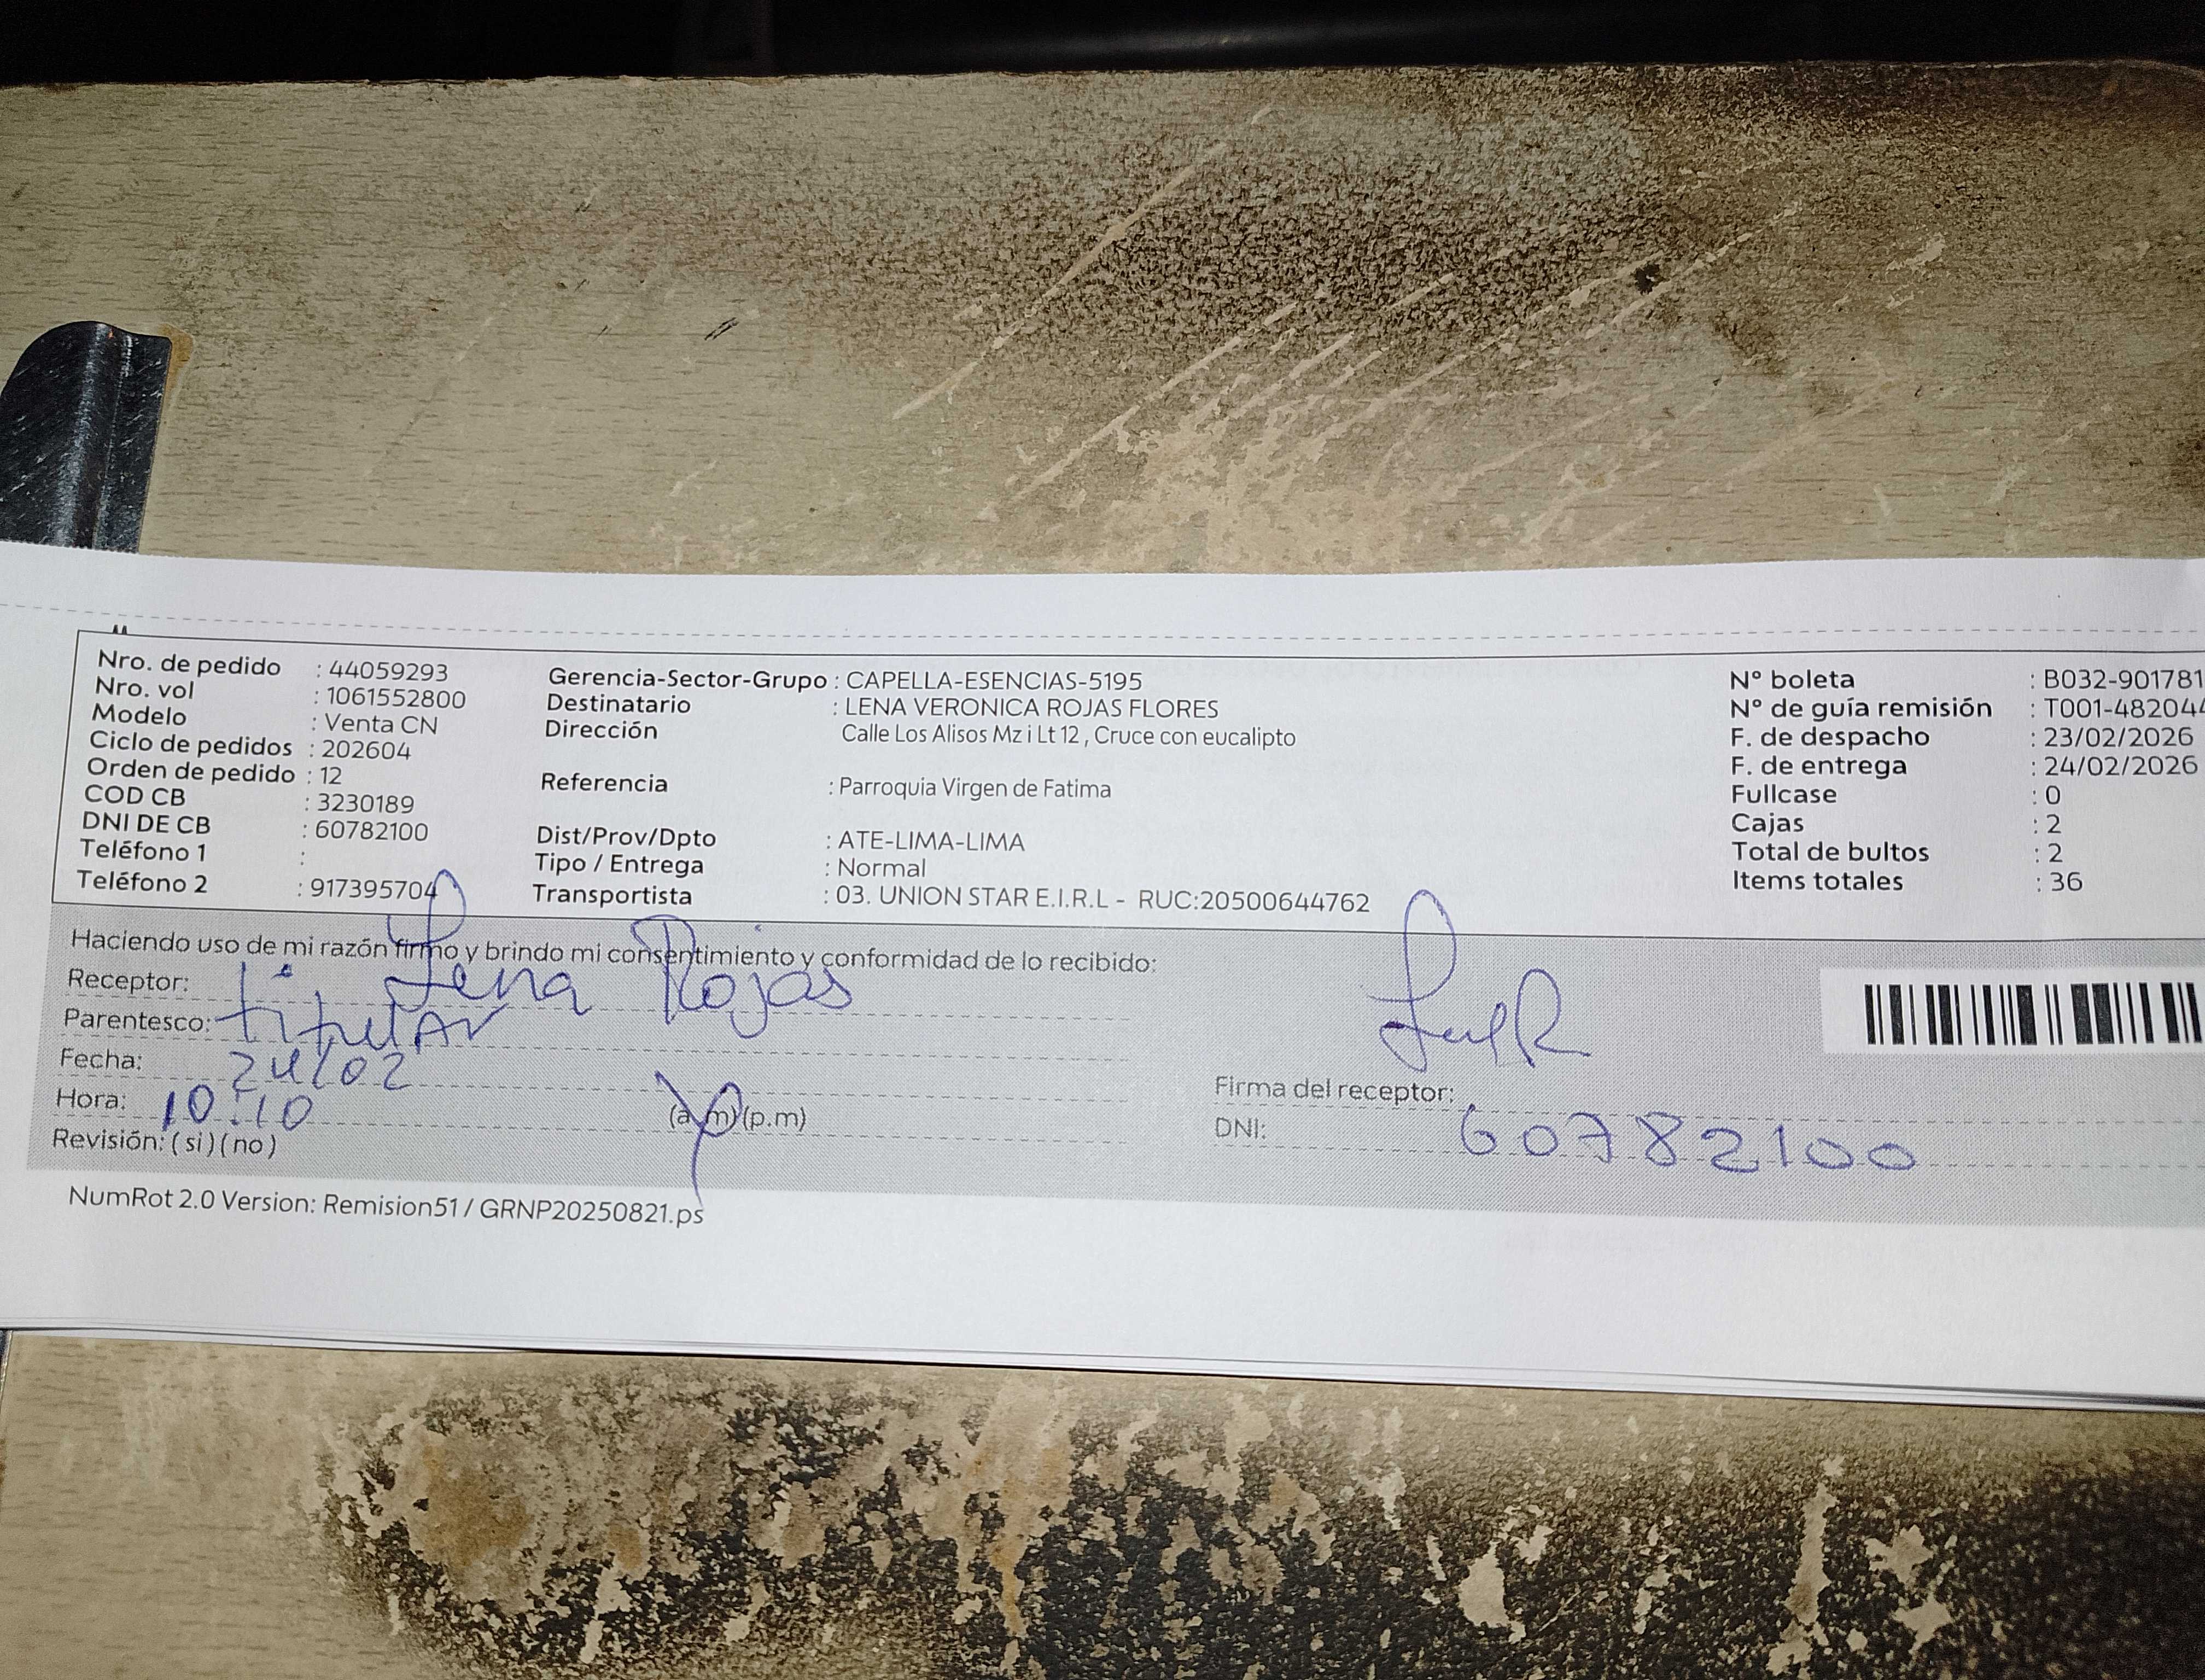 Nro. de pedido : 44059293
Nro. vol : 1061552800
Modelo : Venta CN
Ciclo de pedidos : 202604
Orden de pedido : 12
COD CB : 3230189
DNI DE CB : 60782100
Teléfono 1 :
Teléfono 2 : 917395704
Gerencia-Sector-Grupo : CAPELLA-ESENCIAS-5195
Destinatario : LENA VERONICA ROJAS FLORES
Dirección Calle Los Alisos Mz i Lt 12 , Cruce con eucalipto
Referencia : Parroquia Virgen de Fatima
Dist/Prov/Dpto : ATE-LIMA-LIMA
Tipo / Entrega : Normal
Transportista : 03. UNION STAR E.I.R.L - RUC:20500644762
N° boleta : B032-901781
N° de guía remisión : T001-482044
F. de despacho : 23/02/2026
F. de entrega : 24/02/2026
Fullcase : 0
Cajas : 2
Total de bultos : 2
Items totales : 36
Haciendo uso de mi razón firmo y brindo mi consentimiento y conformidad de lo recibido:
Receptor: Lena Rojas
Parentesco: titular
Fecha: 24/02
Hora: 10:10 (a.m)(p.m)
Revisión: (si)(no)
Firma del receptor:
DNI: 60782100
NumRot 2.0 Version: Remision51 / GRNP20250821.ps